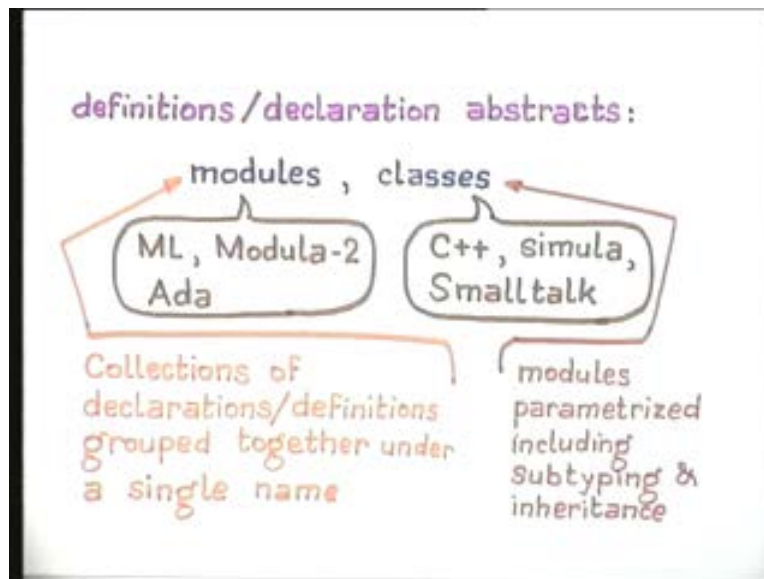 definitions/declaration abstracts:
modules, classes
ML, Modula-2
Ada
C++, simula,
Smalltalk
Collections of
declarations/definitions
grouped together under
a single name
modules
parametrized
including
Subtyping &
inheritance